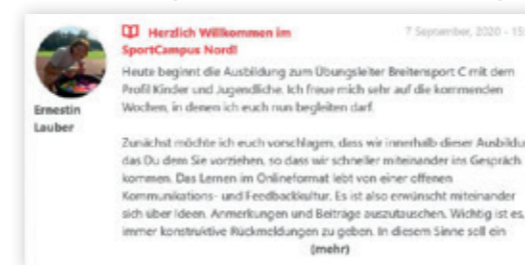 Herzlich Willkommen im
SportCampus Nord!
7 September, 2020 - 15:
Ernestin
Lauber
Heute beginnt die Ausbildung zum Übungsleiter Breitensport C mit dem
Profil Kinder und Jugendliche. Ich freue mich sehr auf die kommenden
Wochen, in denen ich euch nun begleiten darf.
Zunächst möchte ich euch vorschlagen, dass wir innerhalb dieser Ausbildu
das Du dem Sie vorziehen, so dass wir schneller miteinander ins Gespräch
kommen. Das Lernen im Onlineformat lebt von einer offenen
Kommunikations- und Feedbackkultur. Es ist also erwünscht miteinander
sich über Ideen, Anmerkungen und Beiträge auszutauschen. Wichtig ist es,
immer konstruktive Rückmeldungen zu geben. In diesem Sinne soll ein
(mehr)